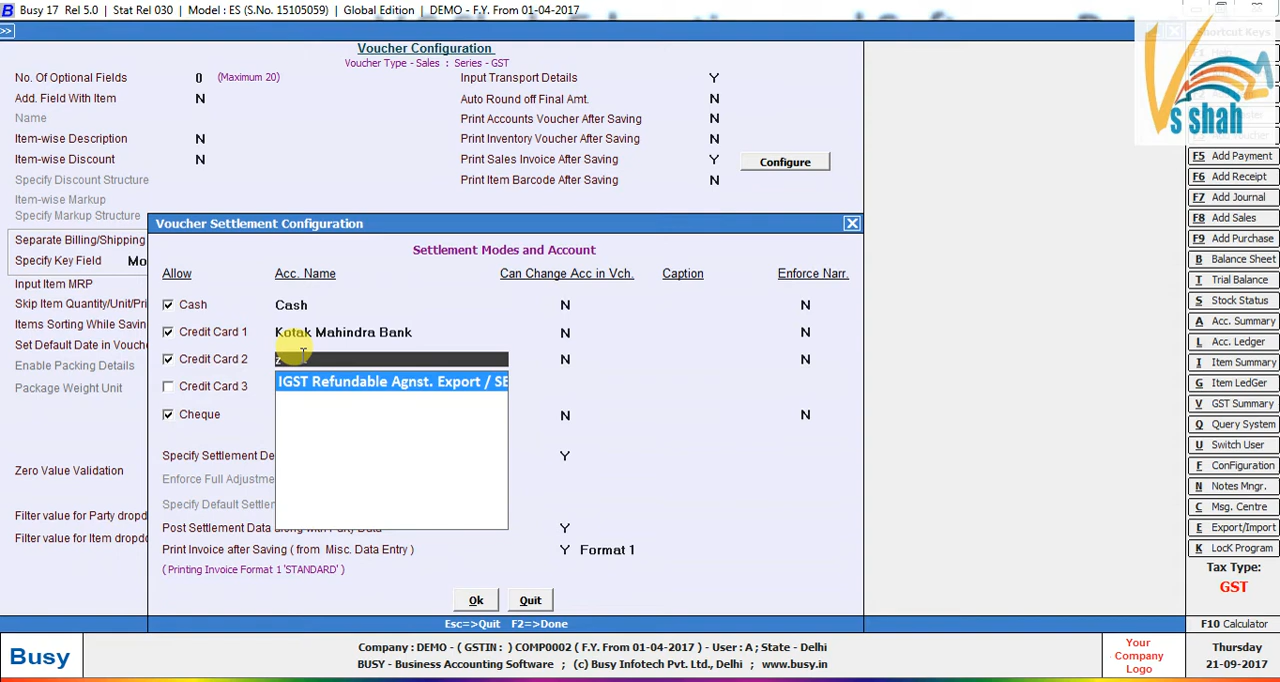 Busy 17 Rel 5.0 | Stat Rel 030 | Model : ES (S.No. 15105059) | Global Edition | DEMO - F.Y. From 01-04-2017
>>
Voucher Configuration
Voucher Type - Sales : Series - GST
No. Of Optional Fields 0 (Maximum 20)
Input Transport Details Y
Add. Field With Item N
Auto Round off Final Amt. N
Name
Print Accounts Voucher After Saving N
Item-wise Description N
Print Inventory Voucher After Saving N
Item-wise Discount N
Print Sales Invoice After Saving Y Configure
Specify Discount Structure
Print Item Barcode After Saving N
Item-wise Markup
Specify Markup Structure
Separate Billing/Shipping
Specify Key Field Mo
Input Item MRP
Skip Item Quantity/Unit/Pri
Items Sorting While Savin
Set Default Date in Vouche
Enable Packing Details
Package Weight Unit
Zero Value Validation
Filter value for Party dropd
Filter value for Item dropdo
Voucher Settlement Configuration
Settlement Modes and Account
Allow Acc. Name Can Change Acc in Vch. Caption Enforce Narr.
Cash Cash N N
Credit Card 1 Kotak Mahindra Bank N N
Credit Card 2 z N N
Credit Card 3 IGST Refundable Agnst. Export / SE
Cheque N N
Specify Settlement De Y
Enforce Full Adjustme
Specify Default Settler
Post Settlement Data along with Party Data Y
Print Invoice after Saving ( from Misc. Data Entry ) Y Format 1
( Printing Invoice Format 1 'STANDARD' )
Ok Quit
Esc=>Quit F2=>Done
Vs shah
Shortcut Keys
F5 Add Payment
F6 Add Receipt
F7 Add Journal
F8 Add Sales
F9 Add Purchase
B Balance Sheet
T Trial Balance
S Stock Status
A Acc. Summary
L Acc. Ledger
I Item Summary
G Item LedGer
V GST Summary
Q Query System
U Switch User
F ConFiguration
N Notes Mngr.
C Msg. Centre
E Export/Import
K LocK Program
Tax Type:
GST
F10 Calculator
Busy
Company : DEMO - ( GSTIN : ) COMP0002 ( F.Y. From 01-04-2017 ) - User : A ; State - Delhi
BUSY - Business Accounting Software ; (c) Busy Infotech Pvt. Ltd., Delhi ; www.busy.in
Your
Company
Logo
Thursday
21-09-2017